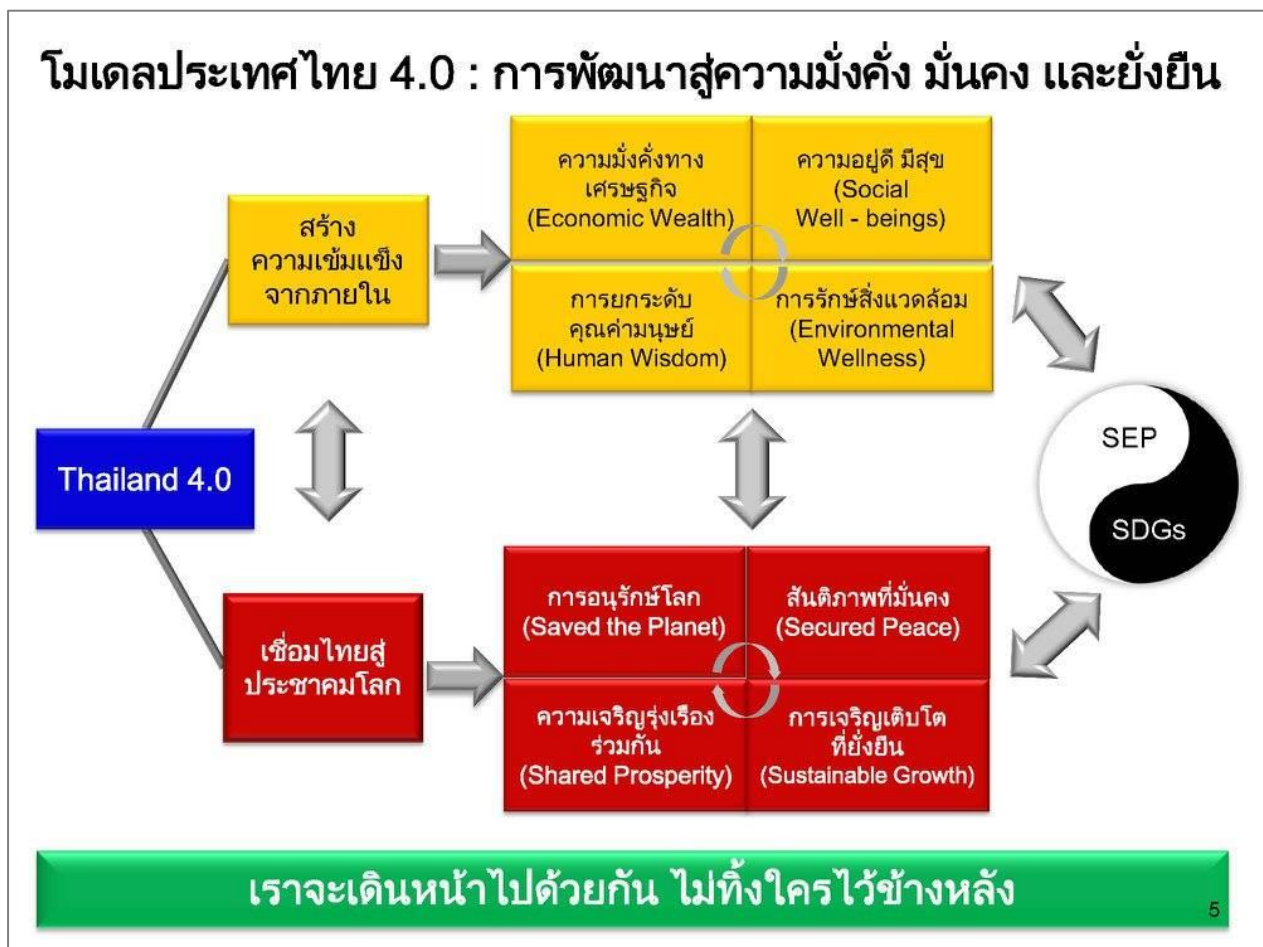 โมเดลประเทศไทย 4.0 : การพัฒนาสู่ความมั่งคั่ง มั่นคง และยั่งยืน
สร้าง
ความเข้มแข็ง
จากภายใน
ความมั่งคั่งทาง
เศรษฐกิจ
(Economic Wealth)
ความอยู่ดี มีสุข
(Social
Well - beings)
การยกระดับ
คุณค่ามนุษย์
(Human Wisdom)
การรักษ์สิ่งแวดล้อม
(Environmental
Wellness)
Thailand 4.0
SEP
SDGs
เชื่อมไทยสู่
ประชาคมโลก
การอนุรักษ์โลก
(Saved the Planet)
สันติภาพที่มั่นคง
(Secured Peace)
ความเจริญรุ่งเรือง
ร่วมกัน
(Shared Prosperity)
การเจริญเติบโต
ที่ยั่งยืน
(Sustainable Growth)
เราจะเดินหน้าไปด้วยกัน ไม่ทิ้งใครไว้ข้างหลัง
5